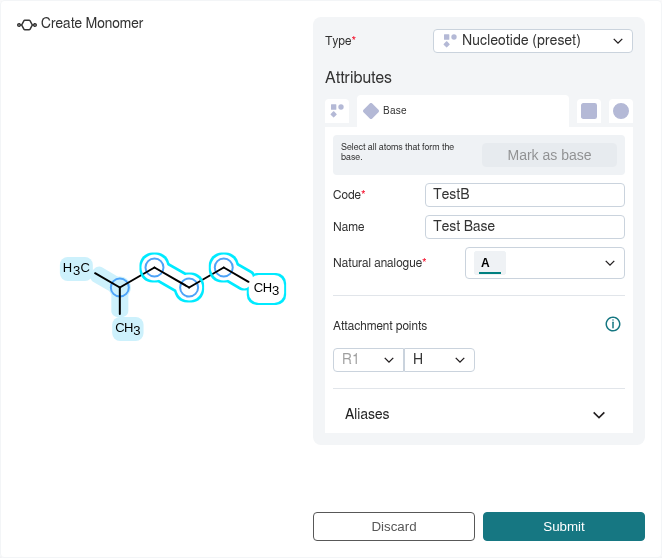 Create Monomer
Type*
Nucleotide (preset)
Attributes
Base
Select all atoms that form the
base.
Mark as base
Code*
TestB
Name
Test Base
Natural analogue*
A
Attachment points
R1
H
Aliases
H3C
CH3
CH3
Discard
Submit